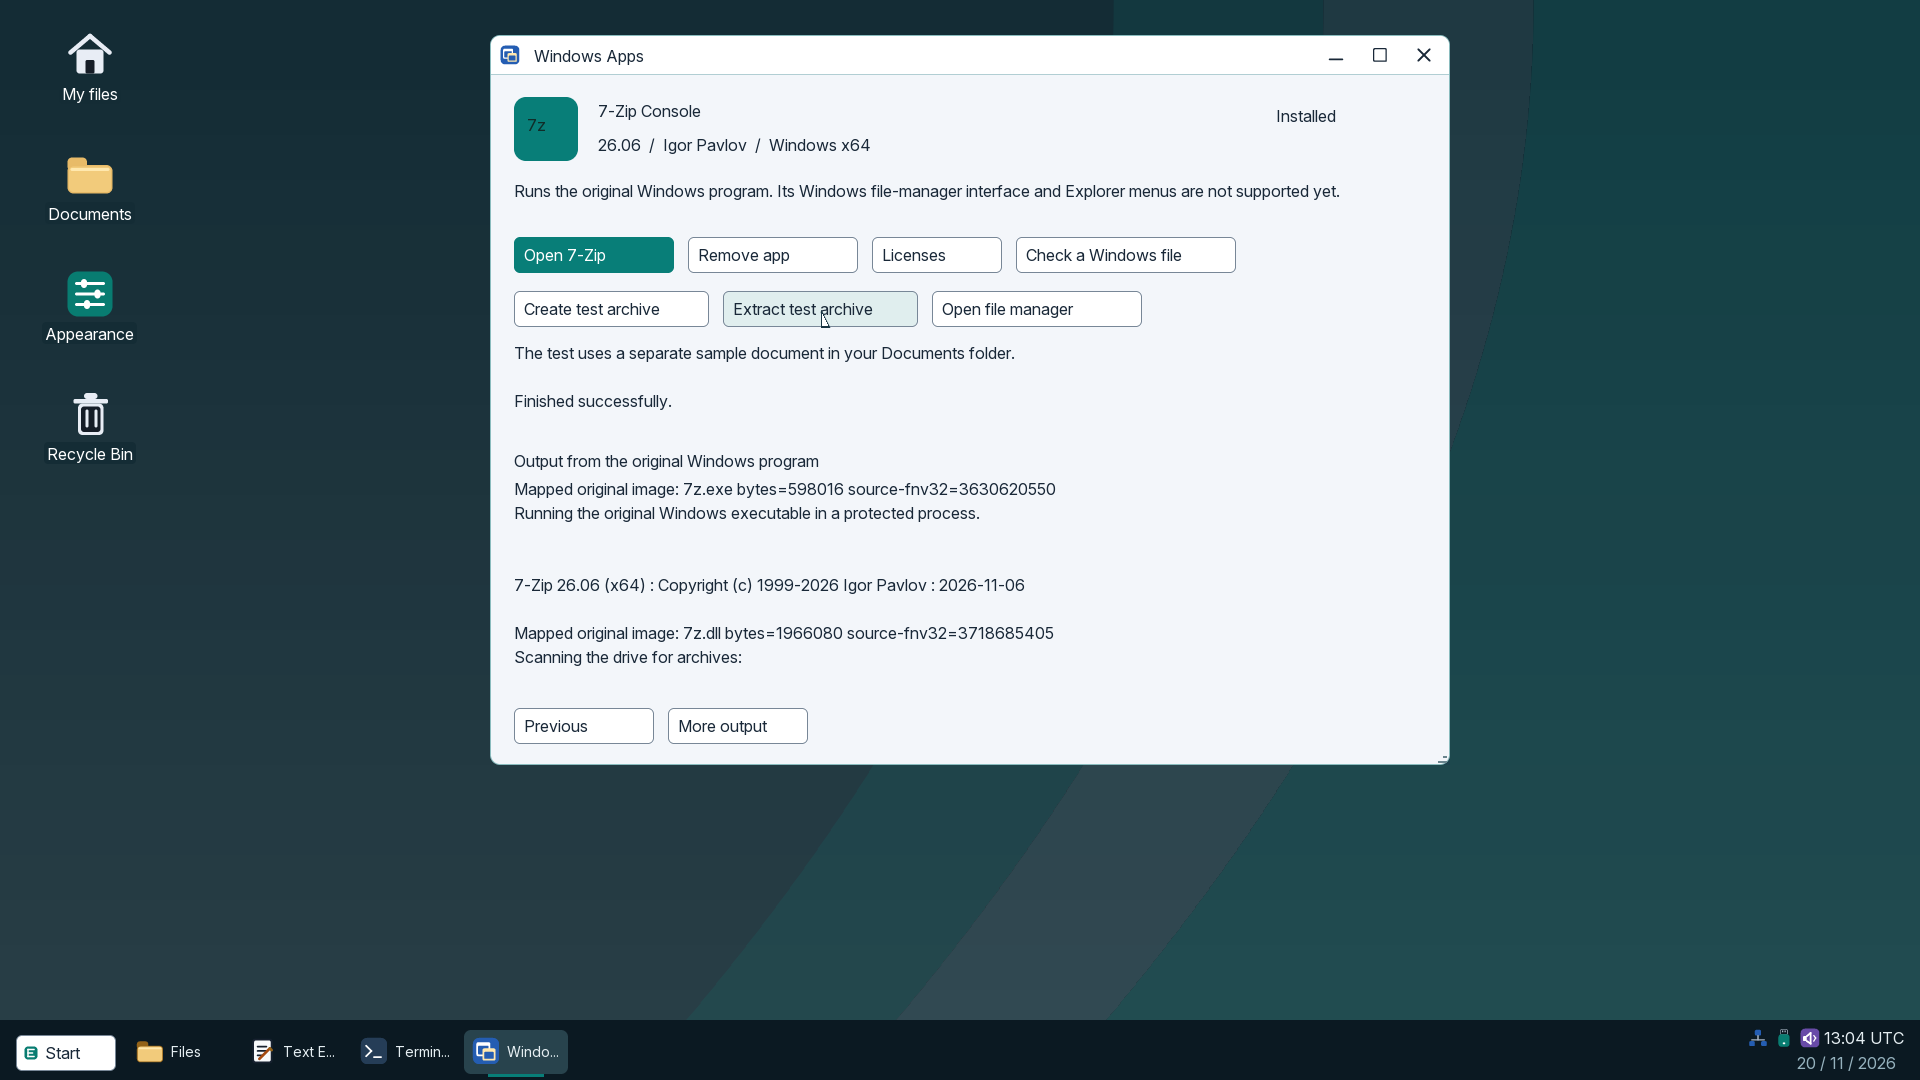 My files
Documents
Appearance
Recycle Bin
Windows Apps
7z
7-Zip Console
26.06 / Igor Pavlov / Windows x64
Installed
Runs the original Windows program. Its Windows file-manager interface and Explorer menus are not supported yet.
Open 7-Zip
Remove app
Licenses
Check a Windows file
Create test archive
Extract test archive
Open file manager
The test uses a separate sample document in your Documents folder.
Finished successfully.
Output from the original Windows program
Mapped original image: 7z.exe bytes=598016 source-fnv32=3630620550
Running the original Windows executable in a protected process.
7-Zip 26.06 (x64) : Copyright (c) 1999-2026 Igor Pavlov : 2026-11-06
Mapped original image: 7z.dll bytes=1966080 source-fnv32=3718685405
Scanning the drive for archives:
Previous
More output
Start
Files
Text E...
Termin...
Windo...
13:04 UTC
20 / 11 / 2026